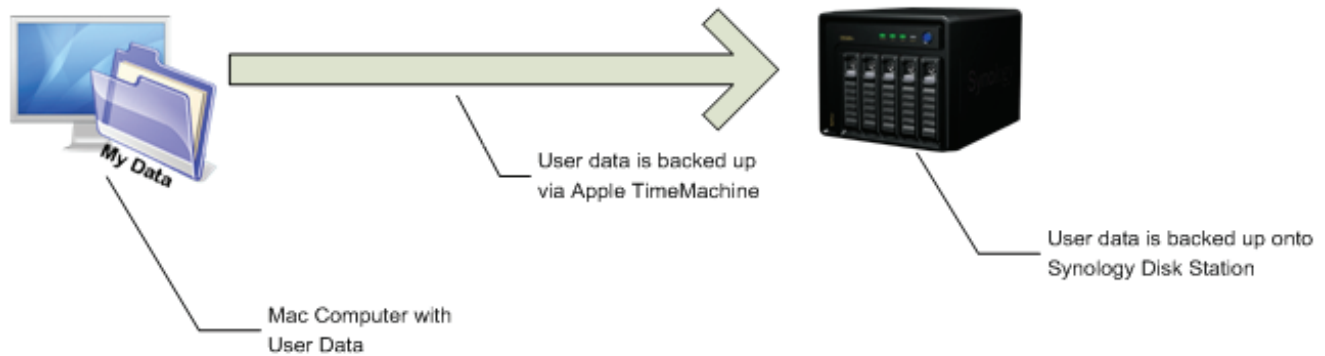 My Data
Synology
User data is backed up
via Apple TimeMachine
User data is backed up onto
Synology Disk Station
Mac Computer with
User Data